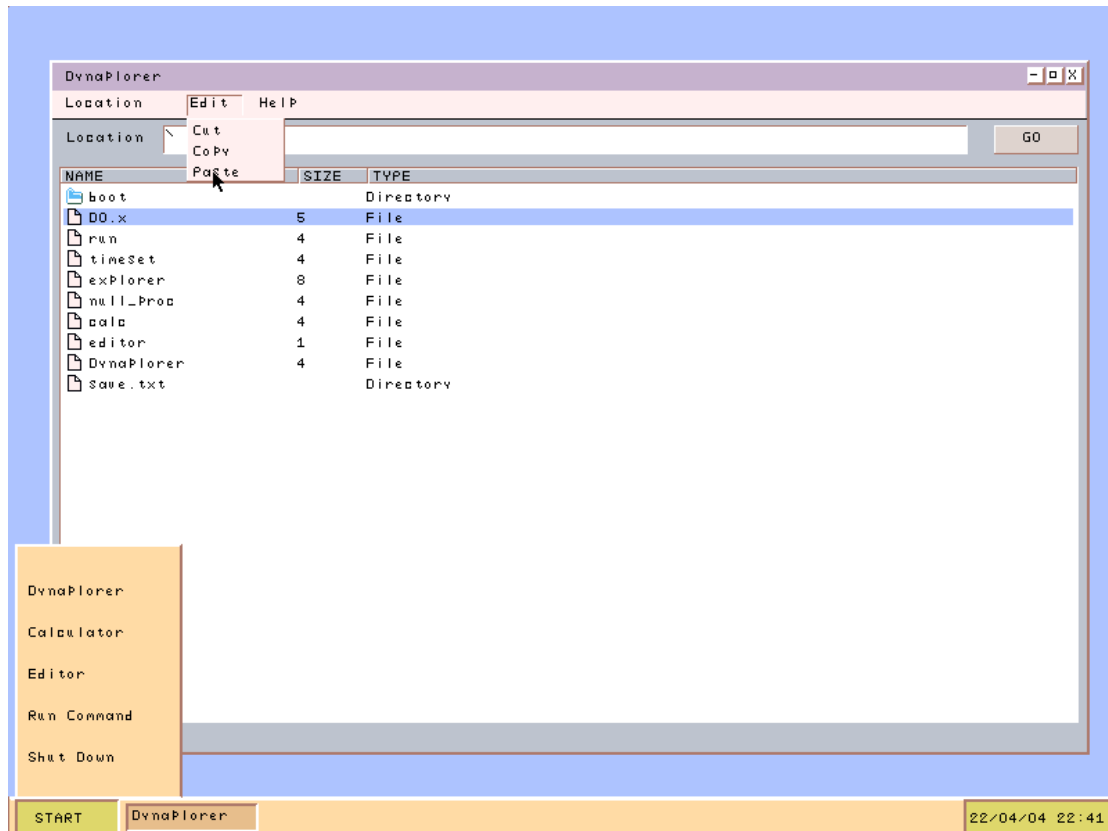 DynaPlorer - □ X
Location Edit Help
Location \ GO
Cut
Copy
Paste
NAME SIZE TYPE
boot Directory
DO.x 5 File
run 4 File
timeSet 4 File
exPlorer 8 File
null_Proc 4 File
calc 4 File
editor 1 File
DynaPlorer 4 File
Save.txt Directory
DynaPlorer
Calculator
Editor
Run Command
Shut Down
START DynaPlorer 22/04/04 22:41